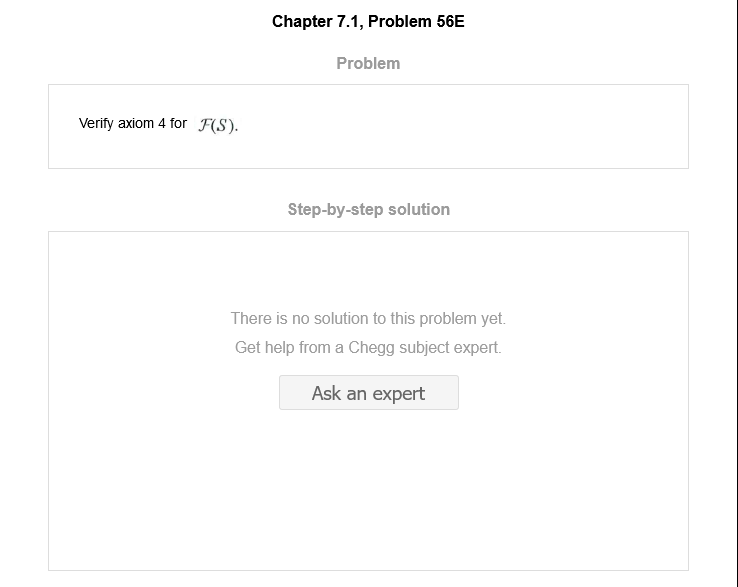 Chapter 7.1, Problem 56E
Problem
Verify axiom 4 for ℱ(S).
Step-by-step solution
There is no solution to this problem yet.
Get help from a Chegg subject expert.
Ask an expert